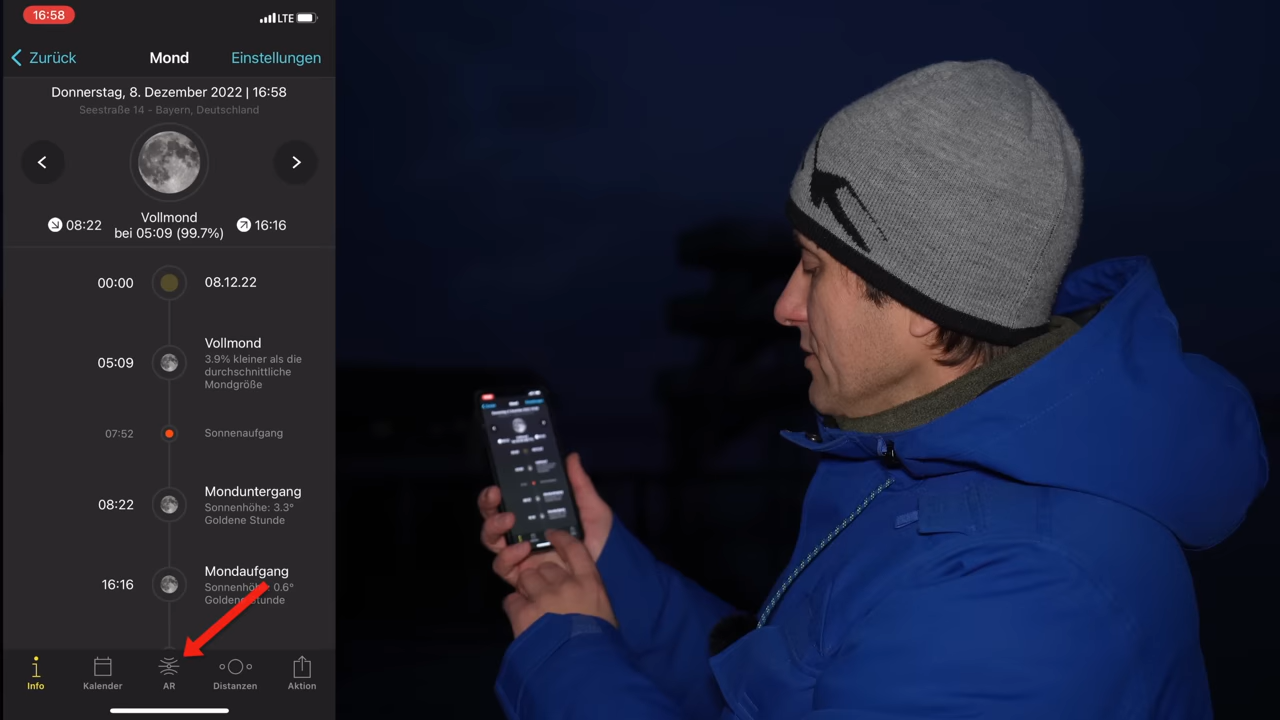 16:58
LTE
Zurück
Mond
Einstellungen
Donnerstag, 8. Dezember 2022 | 16:58
Seestraße 14 - Bayern, Deutschland
08:22
Vollmond
bei 05:09 (99.7%)
16:16
00:00
08.12.22
05:09
Vollmond
3.9% kleiner als die
durchschnittliche
Mondgröße
07:52
Sonnenaufgang
08:22
Monduntergang
Sonnenhöhe: 3.3°
Goldene Stunde
16:16
Mondaufgang
0.6°
Info
Kalender
AR
Distanzen
Aktion